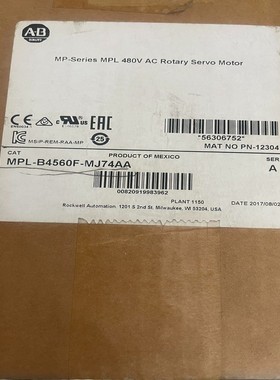 AB
MP-Series MPL 480V AC Rotary Servo Motor
CE
EAC
25
MSIP-REM-RAA-MP
*56306752*
MAT NO PN-12304
CAT
PRODUCT OF MEXICO
SER
MPL-B4560F-MJ74AA
A
00820919983962
PLANT 1150
DATE 2017/08/02
Rockwell Automation 1201 S 2nd St. Milwaukee, WI 53204, USA